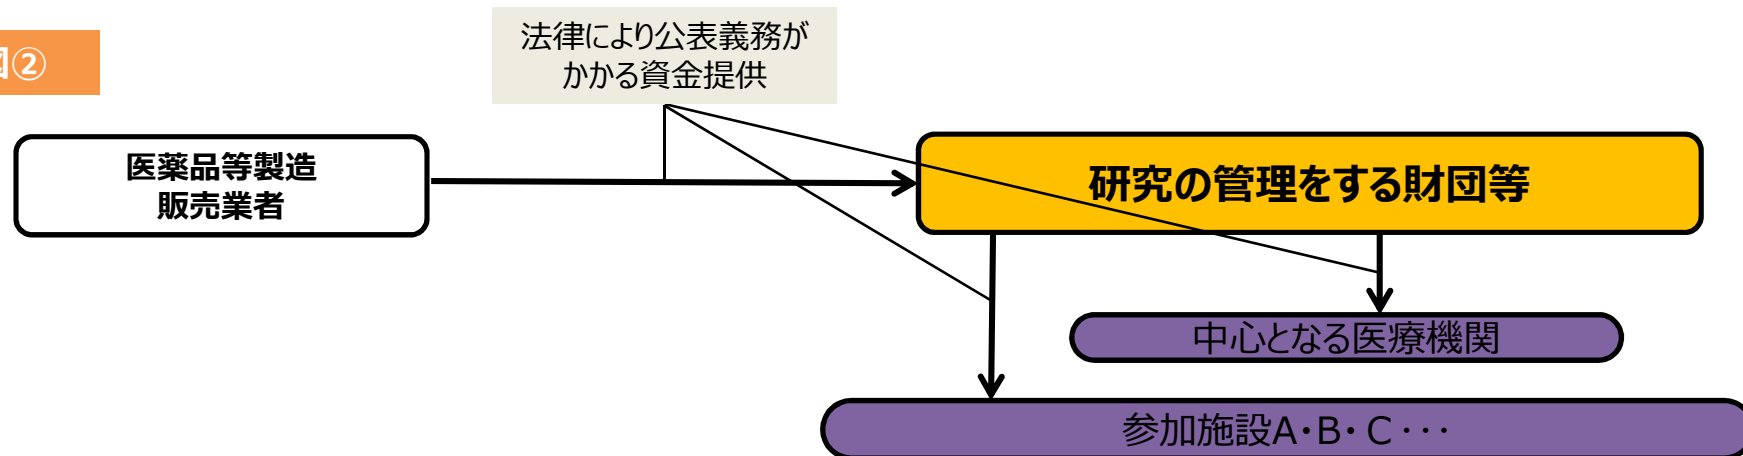 図②
法律により公表義務が
かかる資金提供
医薬品等製造
販売業者
研究の管理をする財団等
中心となる医療機関
参加施設A・B・C・・・